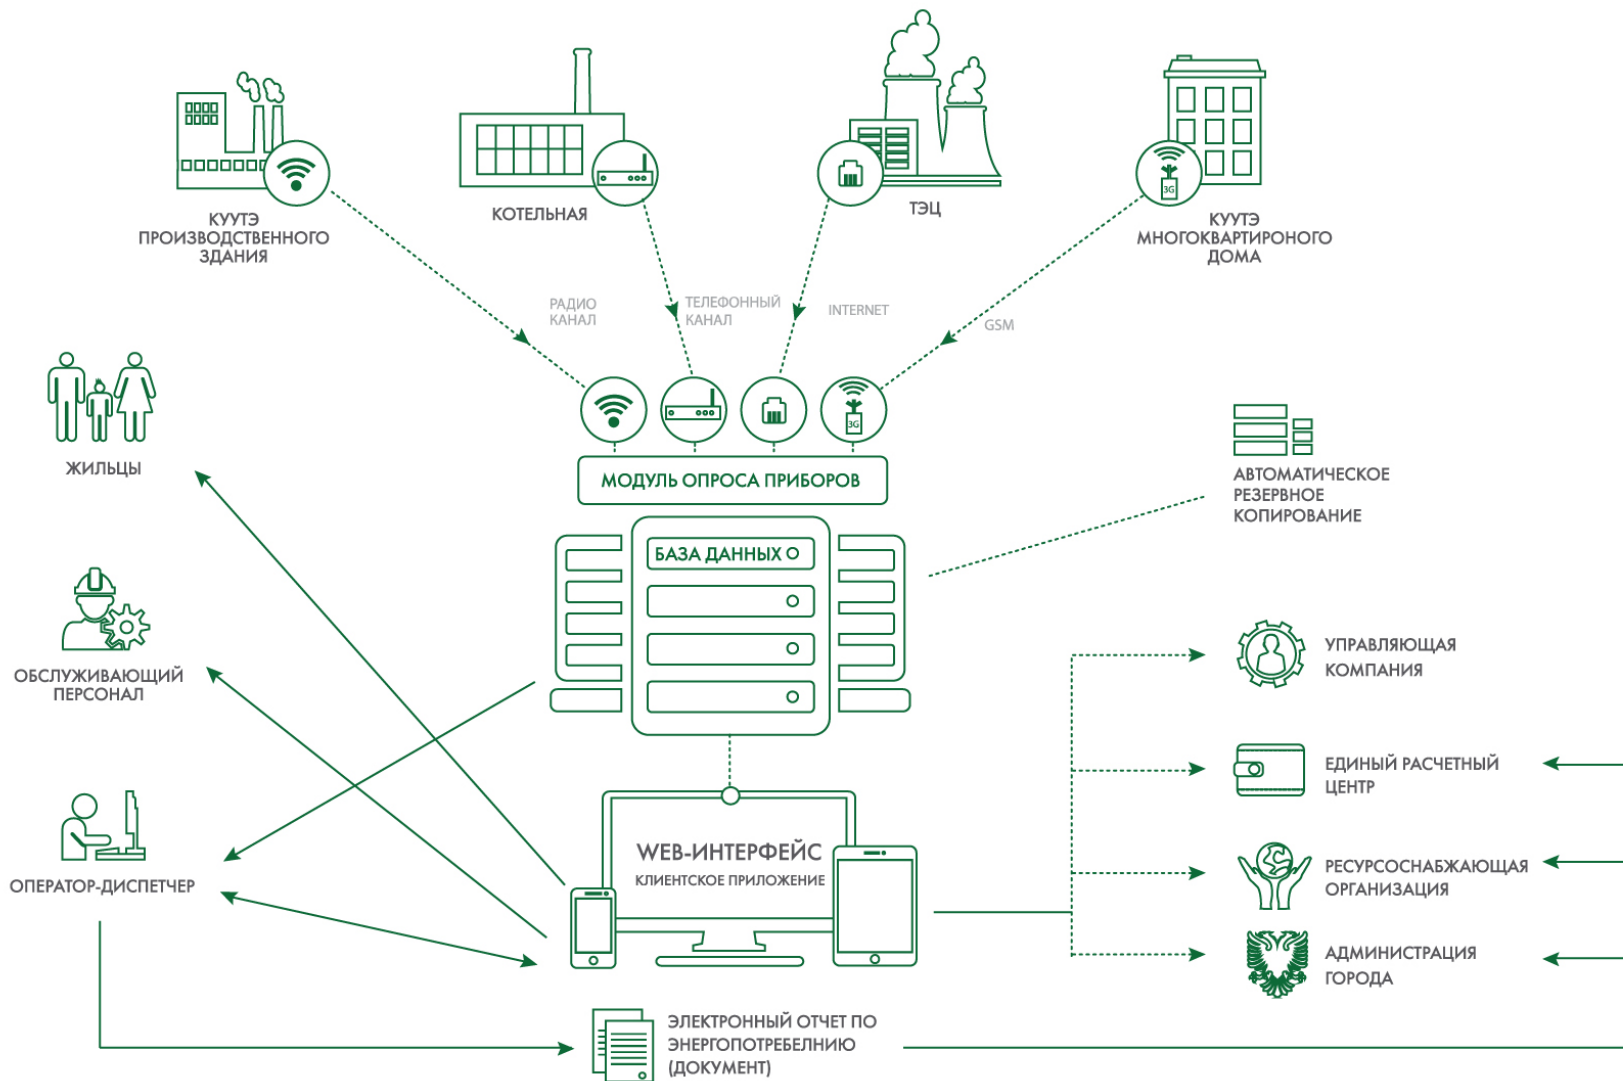 КУУТЭ
ПРОИЗВОДСТВЕННОГО
ЗДАНИЯ
КОТЕЛЬНАЯ
ТЭЦ
3G
КУУТЭ
МНОГОКВАРТИРОНОГО
ДОМА
РАДИО
КАНАЛ
ТЕЛЕФОННЫЙ
КАНАЛ
INTERNET
GSM
3G
ЖИЛЬЦЫ
МОДУЛЬ ОПРОСА ПРИБОРОВ
АВТОМАТИЧЕСКОЕ
РЕЗЕРВНОЕ
КОПИРОВАНИЕ
БАЗА ДАННЫХ
ОБСЛУЖИВАЮЩИЙ
ПЕРСОНАЛ
УПРАВЛЯЮЩАЯ
КОМПАНИЯ
ЕДИНЫЙ РАСЧЕТНЫЙ
ЦЕНТР
WEB-ИНТЕРФЕЙС
КЛИЕНТСКОЕ ПРИЛОЖЕНИЕ
ОПЕРАТОР-ДИСПЕТЧЕР
РЕСУРСОСНАБЖАЮЩАЯ
ОРГАНИЗАЦИЯ
АДМИНИСТРАЦИЯ
ГОРОДА
ЭЛЕКТРОННЫЙ ОТЧЕТ ПО
ЭНЕРГОПОТРЕБЕЛНИЮ
(ДОКУМЕНТ)